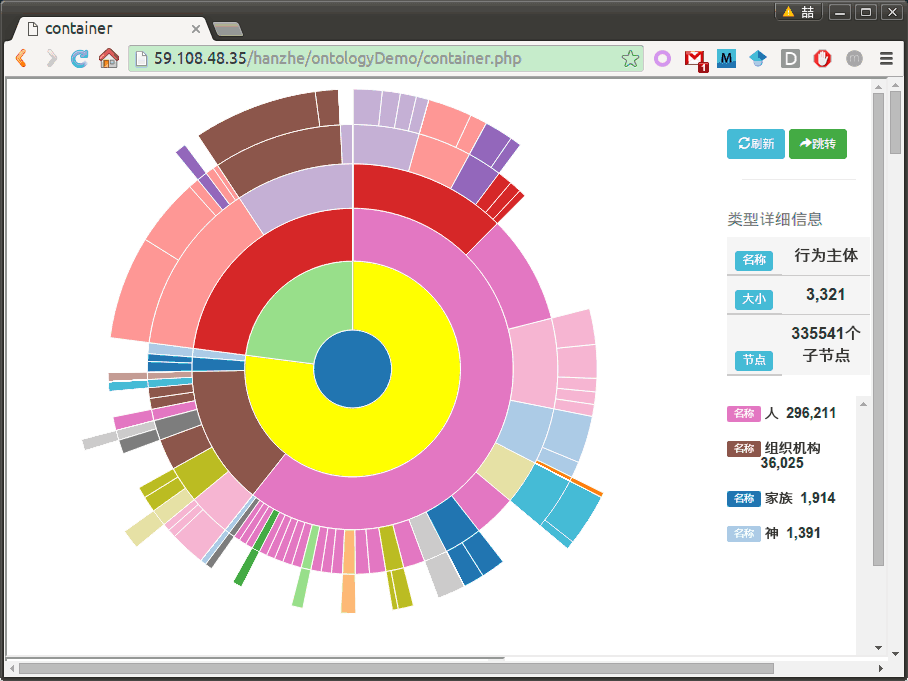 喆
container
59.108.48.35/hanzhe/ontologyDemo/container.php
1
M
D
m
刷新
跳转
类型详细信息
名称 行为主体
大小 3,321
335541个
节点 子节点
名称 人 296,211
名称 组织机构
36,025
名称 家族 1,914
名称 神 1,391